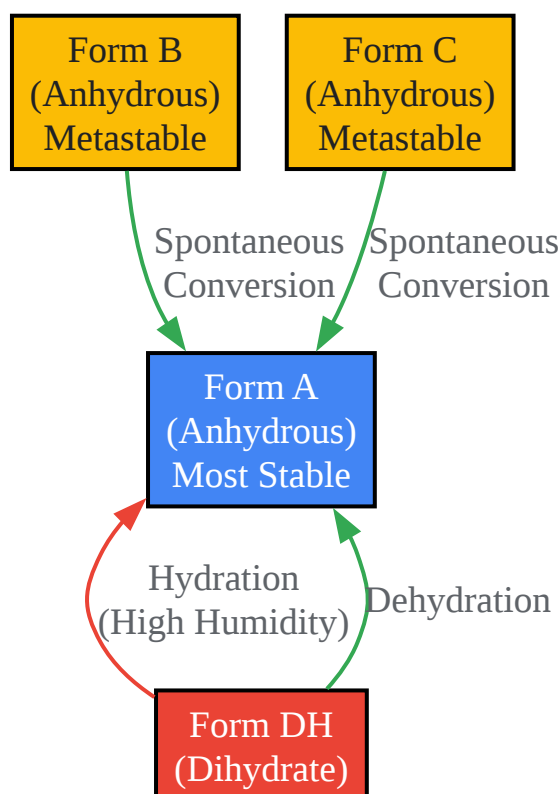 Form B
(Anhydrous)
Metastable
Form C
(Anhydrous)
Metastable
Spontaneous
Conversion
Spontaneous
Conversion
Form A
(Anhydrous)
Most Stable
Hydration
(High Humidity)
Dehydration
Form DH
(Dihydrate)